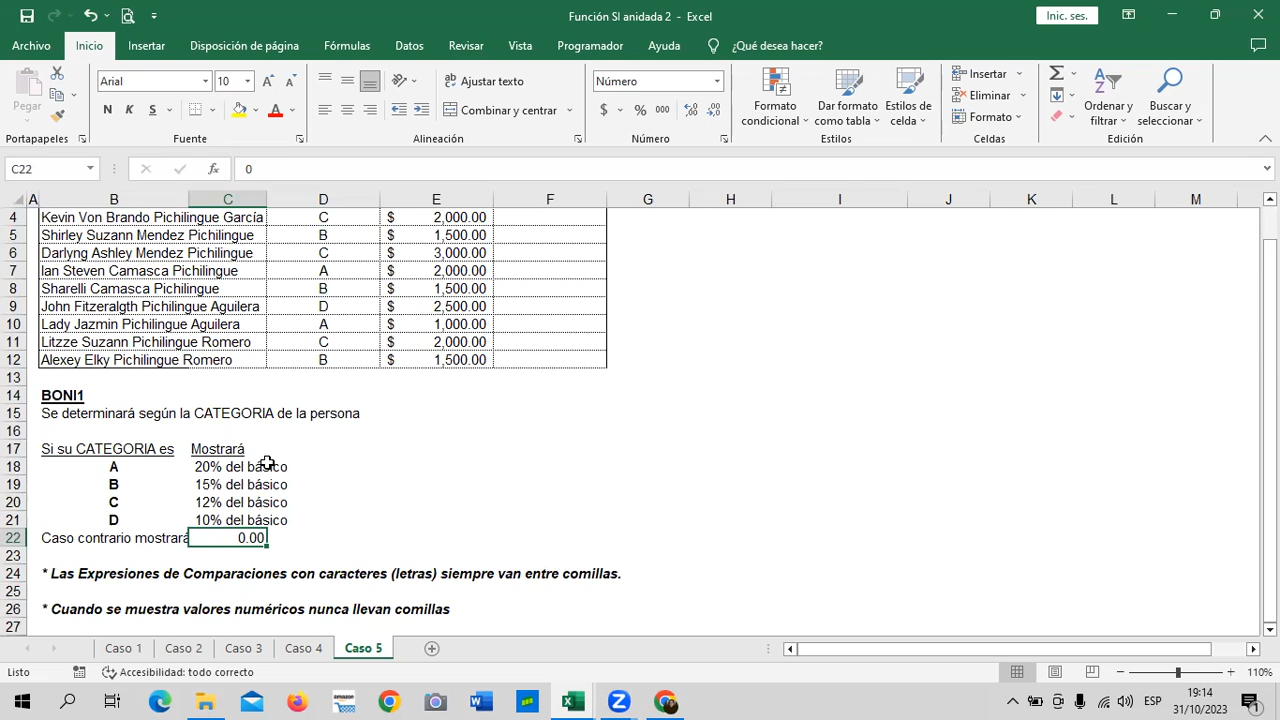 Función SI anidada 2 - Excel
Inic. ses.
Archivo Inicio Insertar Disposición de página Fórmulas Datos Revisar Vista Programador Ayuda ¿Qué desea hacer?
Pegar
Arial 10
Ajustar texto
Número
Insertar
N K S
Combinar y centrar
$ % 000
Formato condicional
Dar formato como tabla
Estilos de celda
Eliminar
Formato
Ordenar y filtrar
Buscar y seleccionar
Portapapeles Fuente Alineación Número Estilos Celdas Edición
C22 fx 0
A B C D E F G H I J K L M
4 Kevin Von Brando Pichilingue García C $ 2,000.00
5 Shirley Suzann Mendez Pichilingue B $ 1,500.00
6 Darlyng Ashley Mendez Pichilingue C $ 3,000.00
7 Ian Steven Camasca Pichilingue A $ 2,000.00
8 Sharelli Camasca Pichilingue B $ 1,500.00
9 John Fitzeralgth Pichilingue Aguilera D $ 2,500.00
10 Lady Jazmin Pichilingue Aguilera A $ 1,000.00
11 Litzze Suzann Pichilingue Romero C $ 2,000.00
12 Alexey Elky Pichilingue Romero B $ 1,500.00
13
14 BONI1
15 Se determinará según la CATEGORIA de la persona
16
17 Si su CATEGORIA es Mostrará
18 A 20% del básico
19 B 15% del básico
20 C 12% del básico
21 D 10% del básico
22 Caso contrario mostrará 0.00
23
24 * Las Expresiones de Comparaciones con caracteres (letras) siempre van entre comillas.
25
26 * Cuando se muestra valores numéricos nunca llevan comillas
27
Caso 1 Caso 2 Caso 3 Caso 4 Caso 5
Listo Accesibilidad: todo correcto 110%
ESP
19:14
31/10/2023